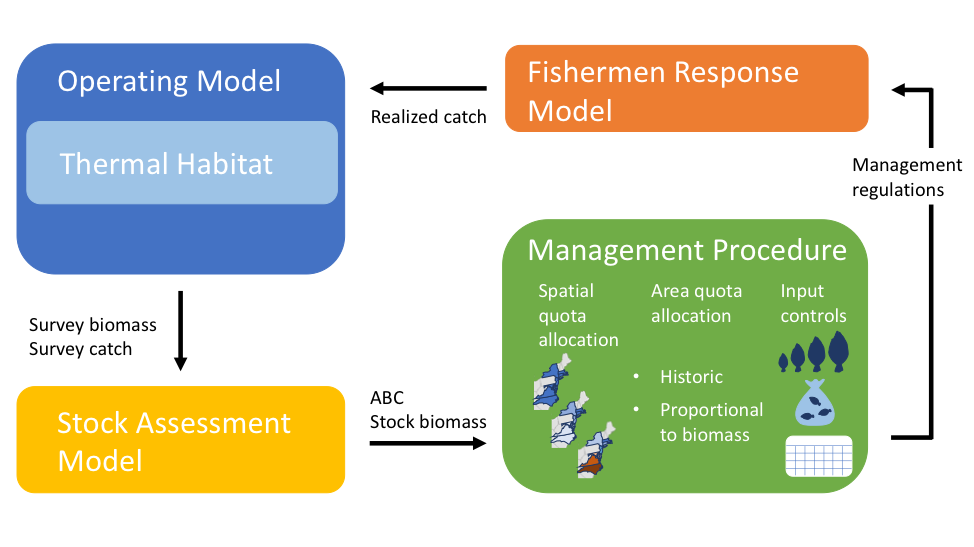 Operating Model
Thermal Habitat
Realized catch
Fishermen Response
Model
Management
regulations
Survey biomass
Survey catch
Stock Assessment
Model
ABC
Stock biomass
Management Procedure
Spatial
quota
allocation
Area quota
allocation
• Historic
• Proportional
to biomass
Input
controls